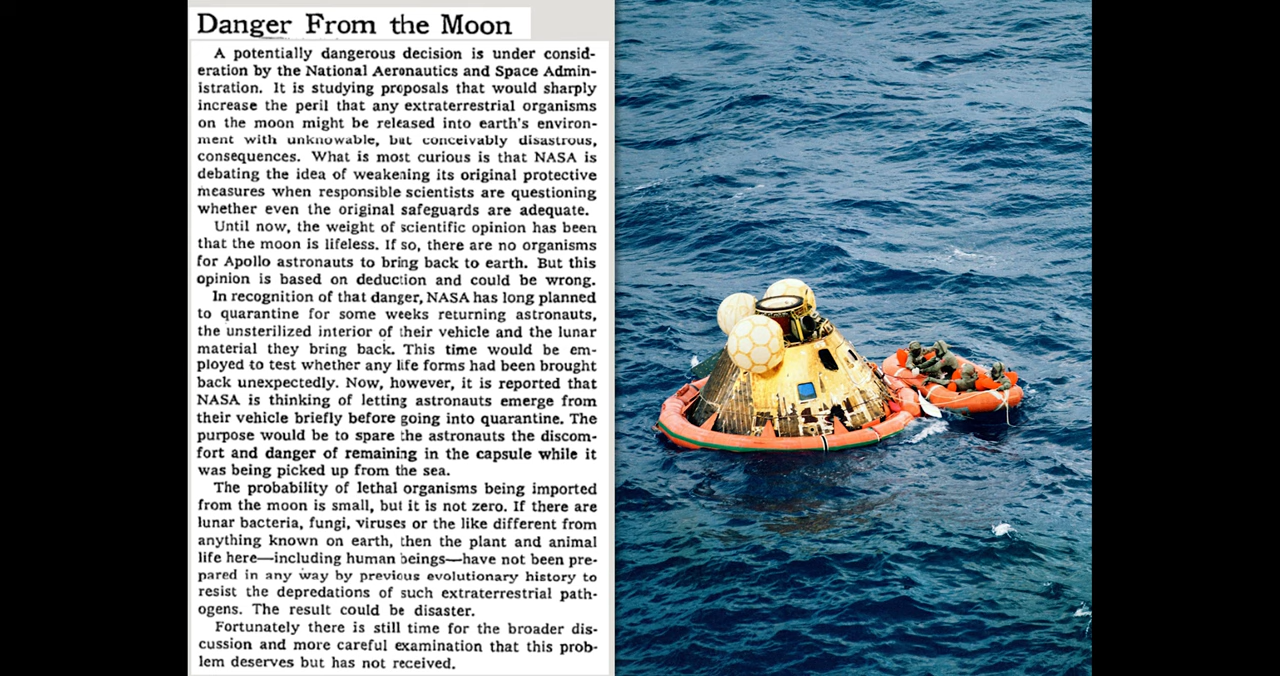 Danger From the Moon
A potentially dangerous decision is under consid-
eration by the National Aeronautics and Space Admin-
istration. It is studying proposals that would sharply
increase the peril that any extraterrestrial organisms
on the moon might be released into earth's environ-
ment with unknowable, but conceivably disastrous,
consequences. What is most curious is that NASA is
debating the idea of weakening its original protective
measures when responsible scientists are questioning
whether even the original safeguards are adequate.
Until now, the weight of scientific opinion has been
that the moon is lifeless. If so, there are no organisms
for Apollo astronauts to bring back to earth. But this
opinion is based on deduction and could be wrong.
In recognition of that danger, NASA has long planned
to quarantine for some weeks returning astronauts,
the unsterilized interior of their vehicle and the lunar
material they bring back. This time would be em-
ployed to test whether any life forms had been brought
back unexpectedly. Now, however, it is reported that
NASA is thinking of letting astronauts emerge from
their vehicle briefly before going into quarantine. The
purpose would be to spare the astronauts the discom-
fort and danger of remaining in the capsule while it
was being picked up from the sea.
The probability of lethal organisms being imported
from the moon is small, but it is not zero. If there are
lunar bacteria, fungi, viruses or the like different from
anything known on earth, then the plant and animal
life here—including human beings—have not been pre-
pared in any way by previous evolutionary history to
resist the depredations of such extraterrestrial path-
ogens. The result could be disaster.
Fortunately there is still time for the broader dis-
cussion and more careful examination that this prob-
lem deserves but has not received.